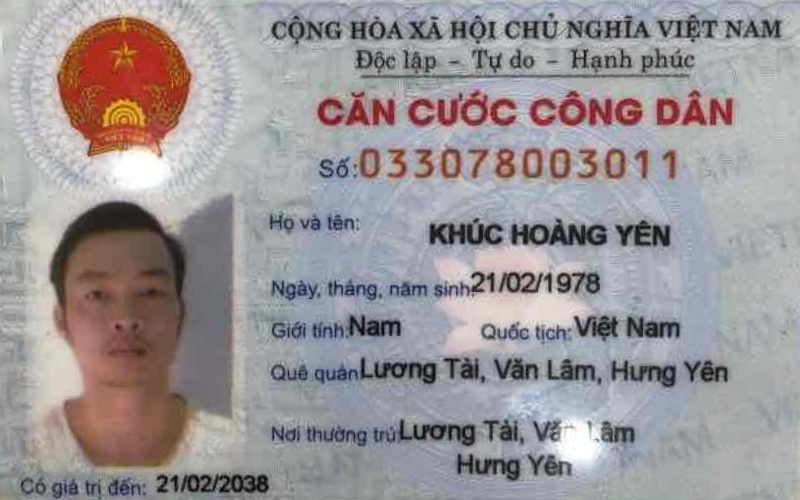 CỘNG HÒA XÃ HỘI CHỦ NGHĨA VIỆT NAM
Độc lập – Tự do – Hạnh phúc
CĂN CƯỚC CÔNG DÂN
Số: 033078003011
Họ và tên: KHÚC HOÀNG YÊN
Ngày, tháng, năm sinh: 21/02/1978
Giới tính: Nam Quốc tịch: Việt Nam
Quê quán Lương Tài, Văn Lâm, Hưng Yên
Nơi thường trú: Lương Tài, Lâm
Hưng Yên
Có giá trị đến: 21/02/2038